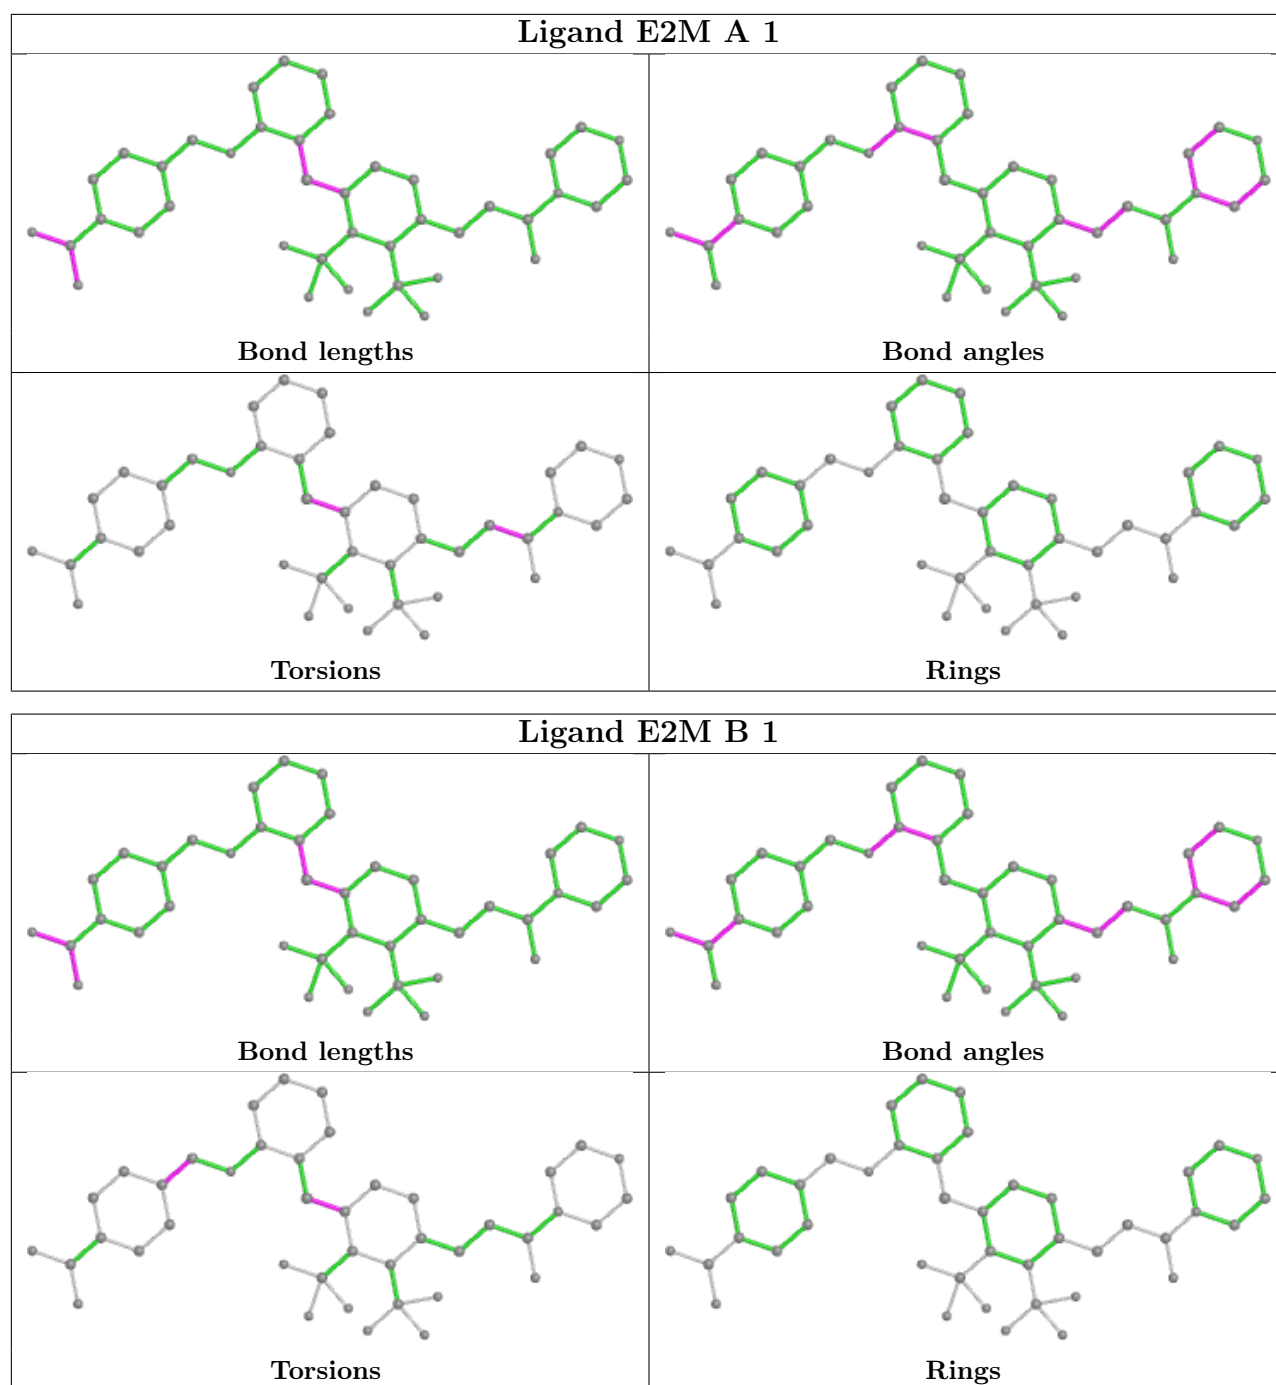 Ligand E2M A 1
Bond lengths
Bond angles
Torsions
Rings
Ligand E2M B 1
Bond lengths
Bond angles
Torsions
Rings